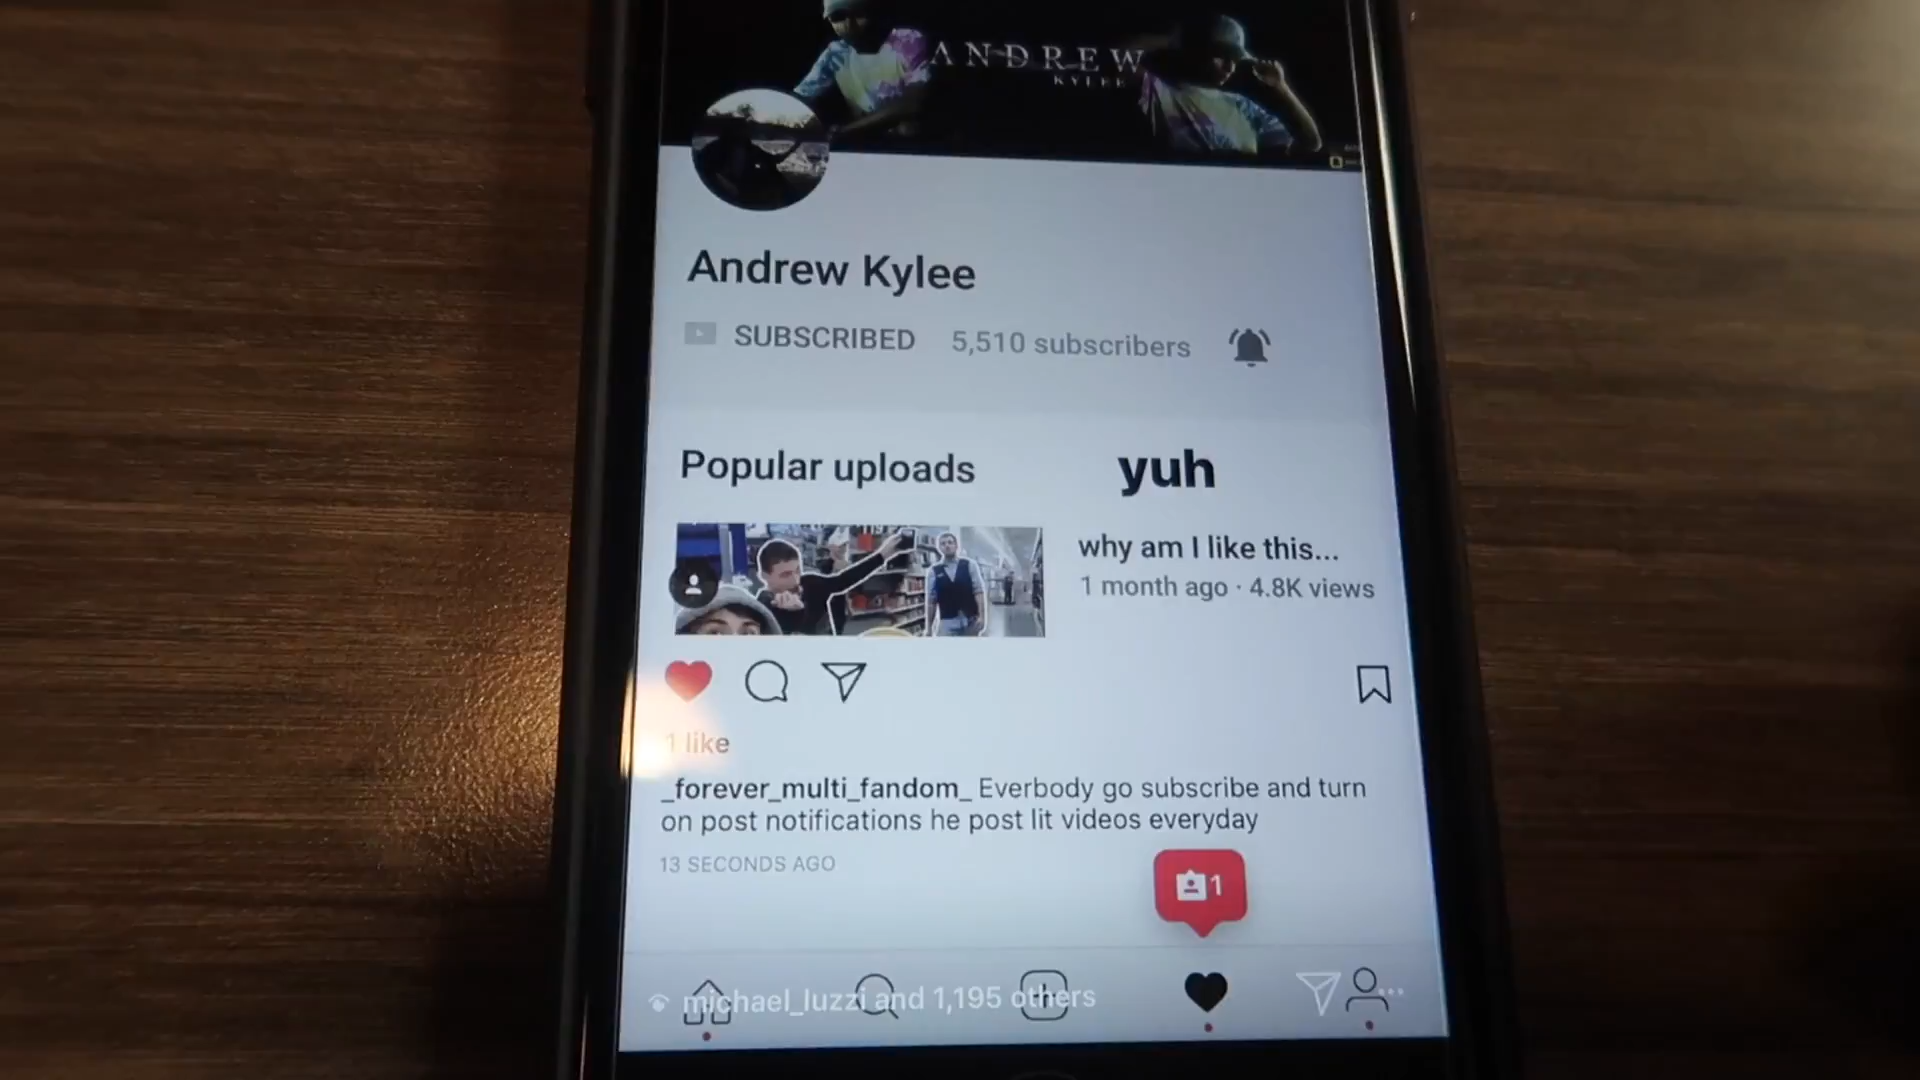 ANDREW
KYLEE
Andrew Kylee
SUBSCRIBED 5,510 subscribers
Popular uploads yuh
why am I like this...
1 month ago · 4.8K views
1 like
_forever_multi_fandom_ Everbody go subscribe and turn
on post notifications he post lit videos everyday
13 SECONDS AGO
1
michael_luzzi and 1,195 others